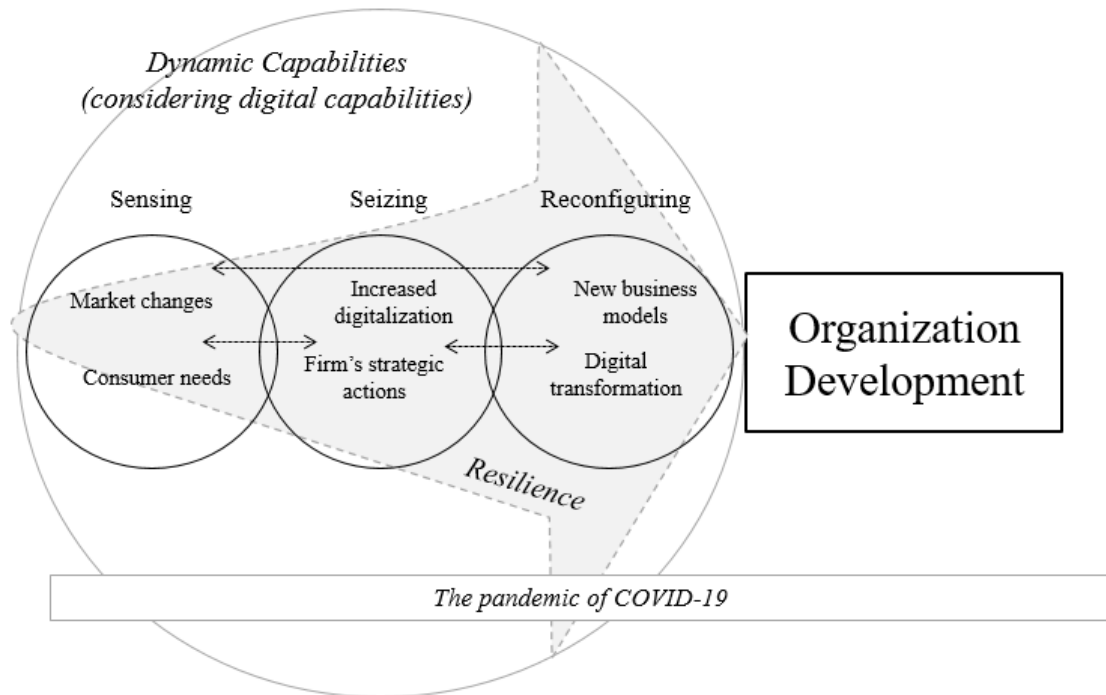 Dynamic Capabilities
(considering digital capabilities)
Sensing
Seizing
Reconfiguring
Market changes
Consumer needs
Increased
digitalization
Firm's strategic
actions
New business
models
Digital
transformation
Resilience
Organization
Development
The pandemic of COVID-19